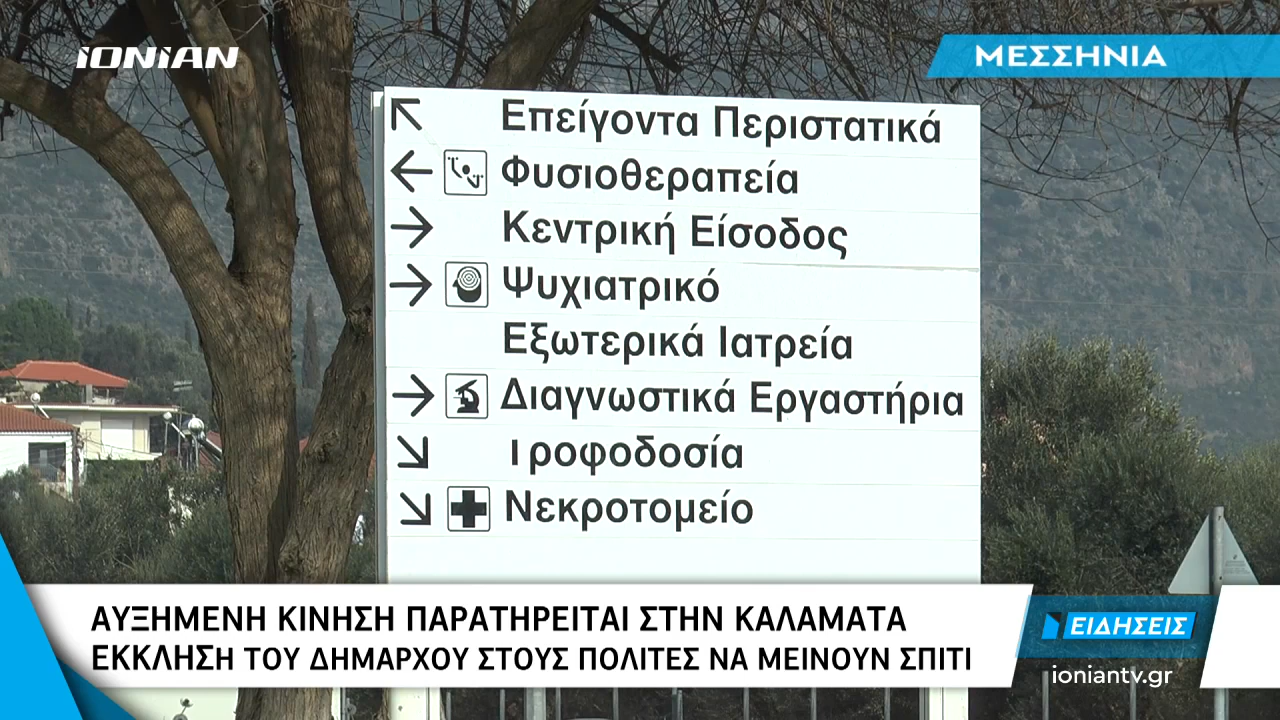 IONIAN
ΜΕΣΣΗΝΙΑ
Επείγοντα Περιστατικά
Φυσιοθεραπεία
Κεντρική Είσοδος
Ψυχιατρικό
Εξωτερικά Ιατρεία
Διαγνωστικά Εργαστήρια
Τροφοδοσία
Νεκροτομείο
ΑΥΞΗΜΕΝΗ ΚΙΝΗΣΗ ΠΑΡΑΤΗΡΕΙΤΑΙ ΣΤΗΝ ΚΑΛΑΜΑΤΑ
ΕΚΚΛΗΣη ΤΟΥ ΔΗΜΑΡΧΟΥ ΣΤΟΥΣ ΠΟΛΙΤΕΣ ΝΑ ΜΕΙΝΟΥΝ ΣΠΙΤΙ
ΕΙΔΗΣΕΙΣ
ioniantv.gr